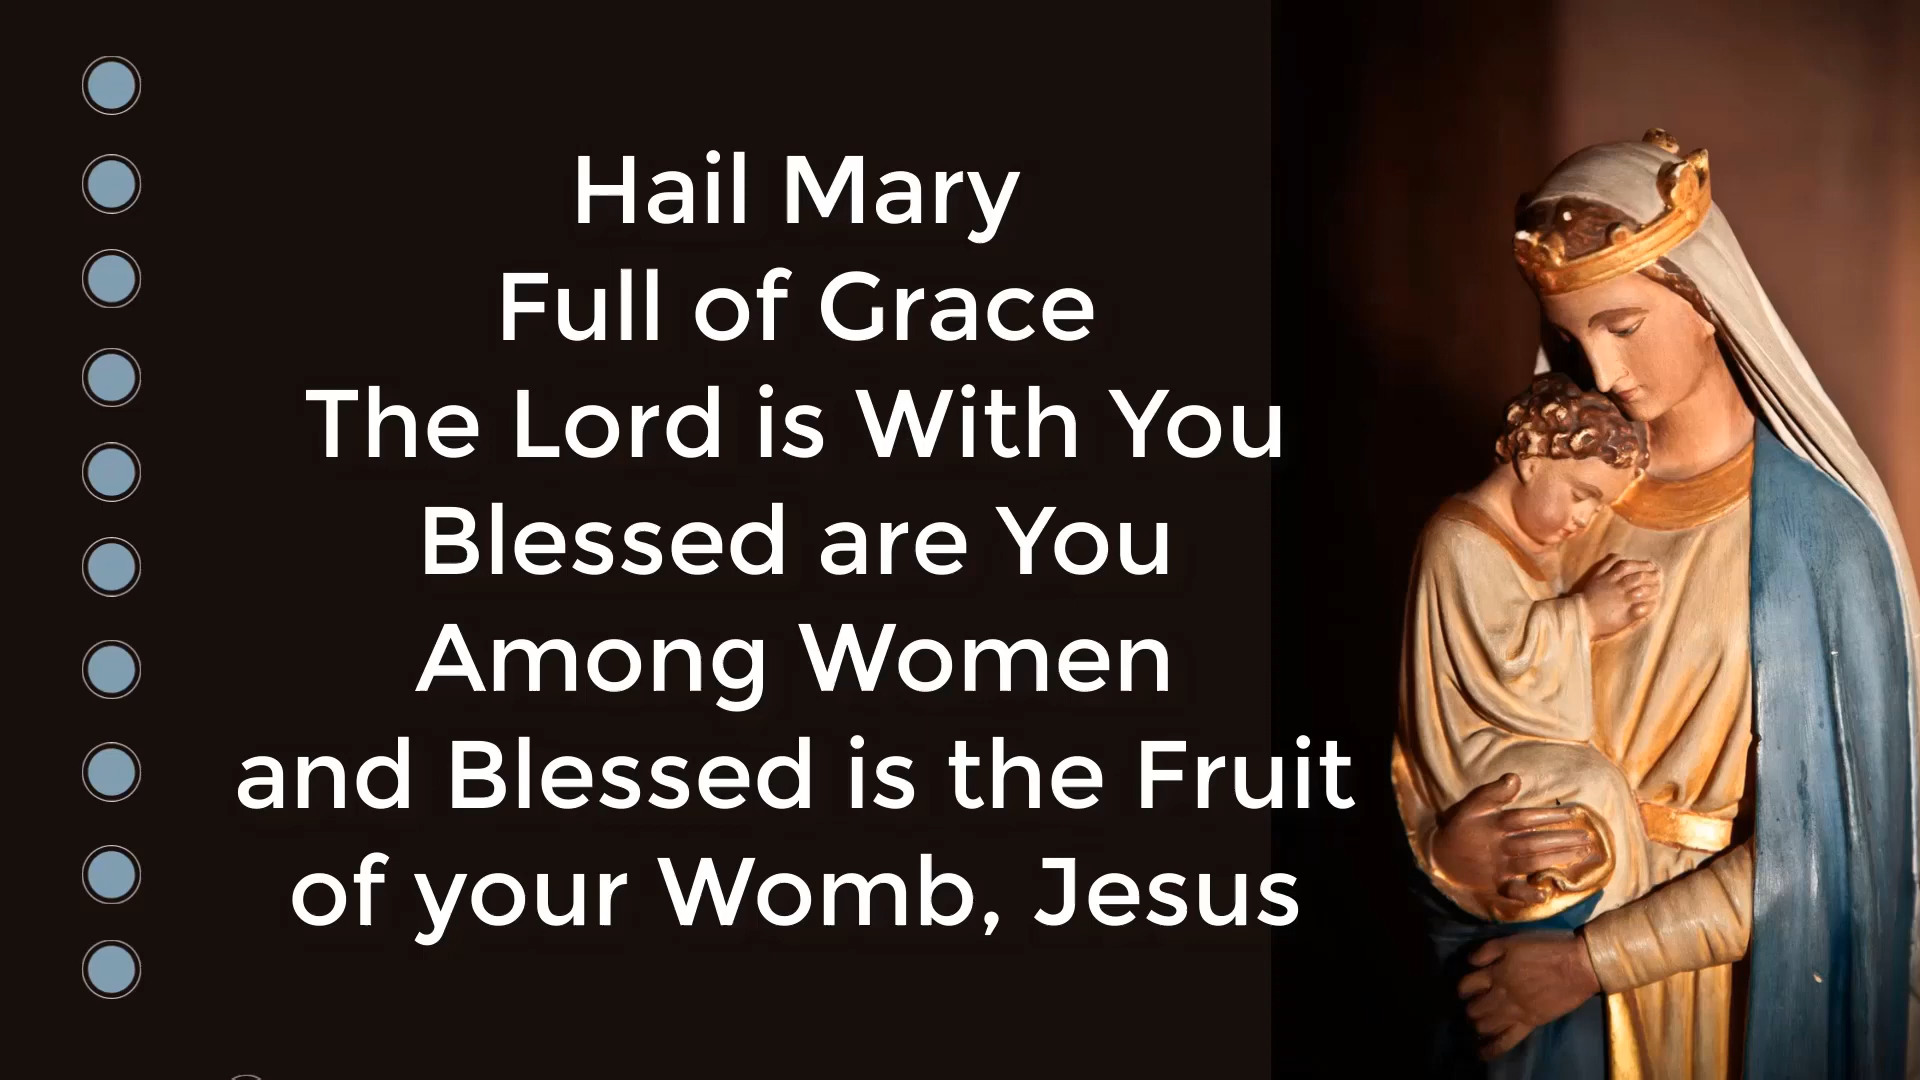 Hail Mary
Full of Grace
The Lord is With You
Blessed are You
Among Women
and Blessed is the Fruit
of your Womb, Jesus